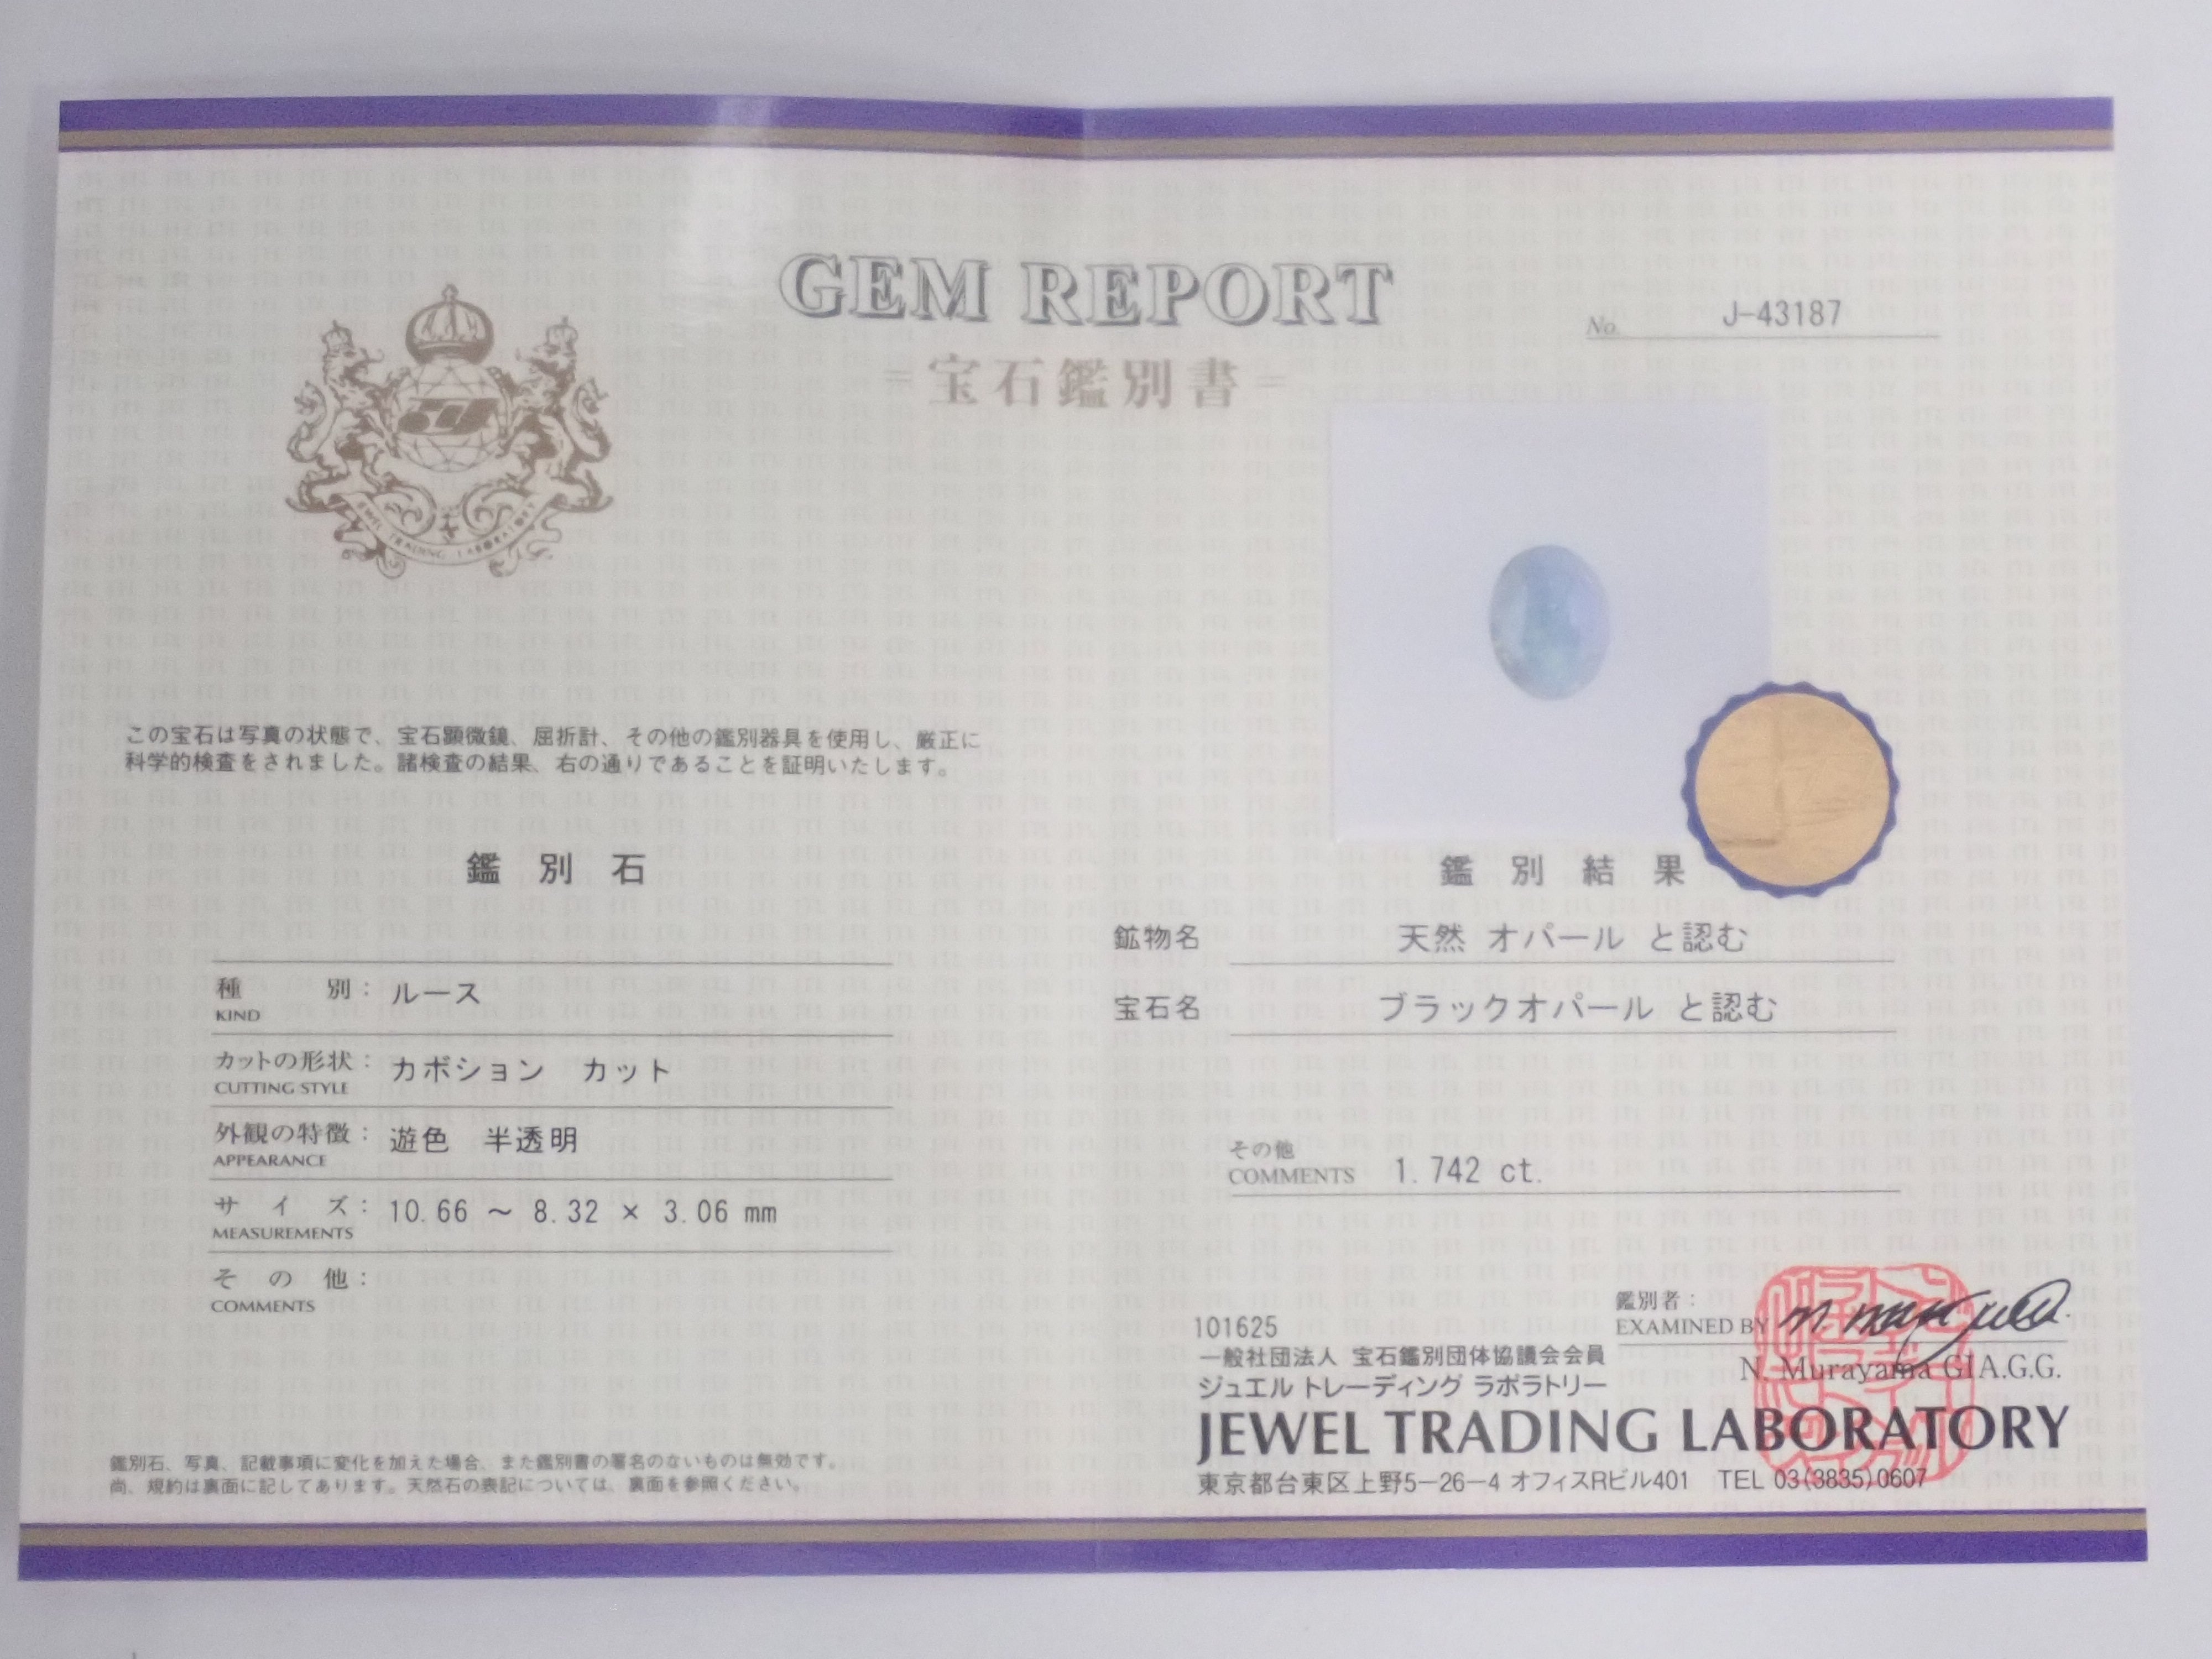 GEM REPORT
No. J-43187
=宝石鑑別書=
JEWEL TRADING LABORATORY
この宝石は写真の状態で、宝石顕微鏡、屈折計、その他の鑑別器具を使用し、厳正に
科学的検査をされました。諸検査の結果、右の通りであることを証明いたします。
鑑別石
種別: ルース
KIND
カットの形状: カボション カット
CUTTING STYLE
外観の特徴: 遊色 半透明
APPEARANCE
サイズ: 10.66 ～ 8.32 × 3.06 mm
MEASUREMENTS
その他:
COMMENTS
鑑別石、写真、記載事項に変化を加えた場合、また鑑別書の署名のないものは無効です。
尚、規約は裏面に記してあります。天然石の表記については、裏面を参照ください。
鑑別結果
鉱物名 天然 オパール と認む
宝石名 ブラックオパール と認む
その他
COMMENTS 1.742 ct.
鑑別者:
EXAMINED BY
N. Murayama GIA.G.G.
101625
一般社団法人 宝石鑑別団体協議会会員
ジュエル トレーディング ラボラトリー
JEWEL TRADING LABORATORY
東京都台東区上野5−26−4 オフィスRビル401 TEL 03(3835)0607